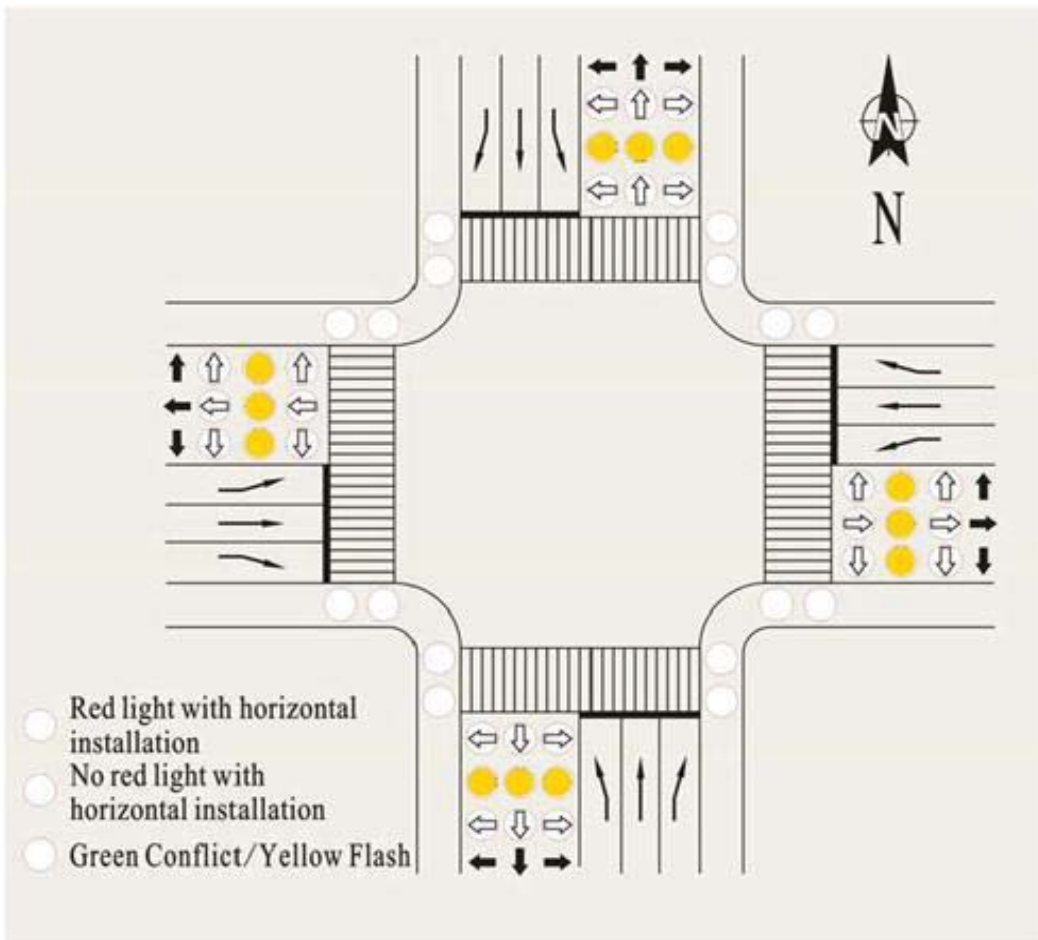 N
N
Red light with horizontal
installation
No red light with
horizontal installation
Green Conflict/Yellow Flash